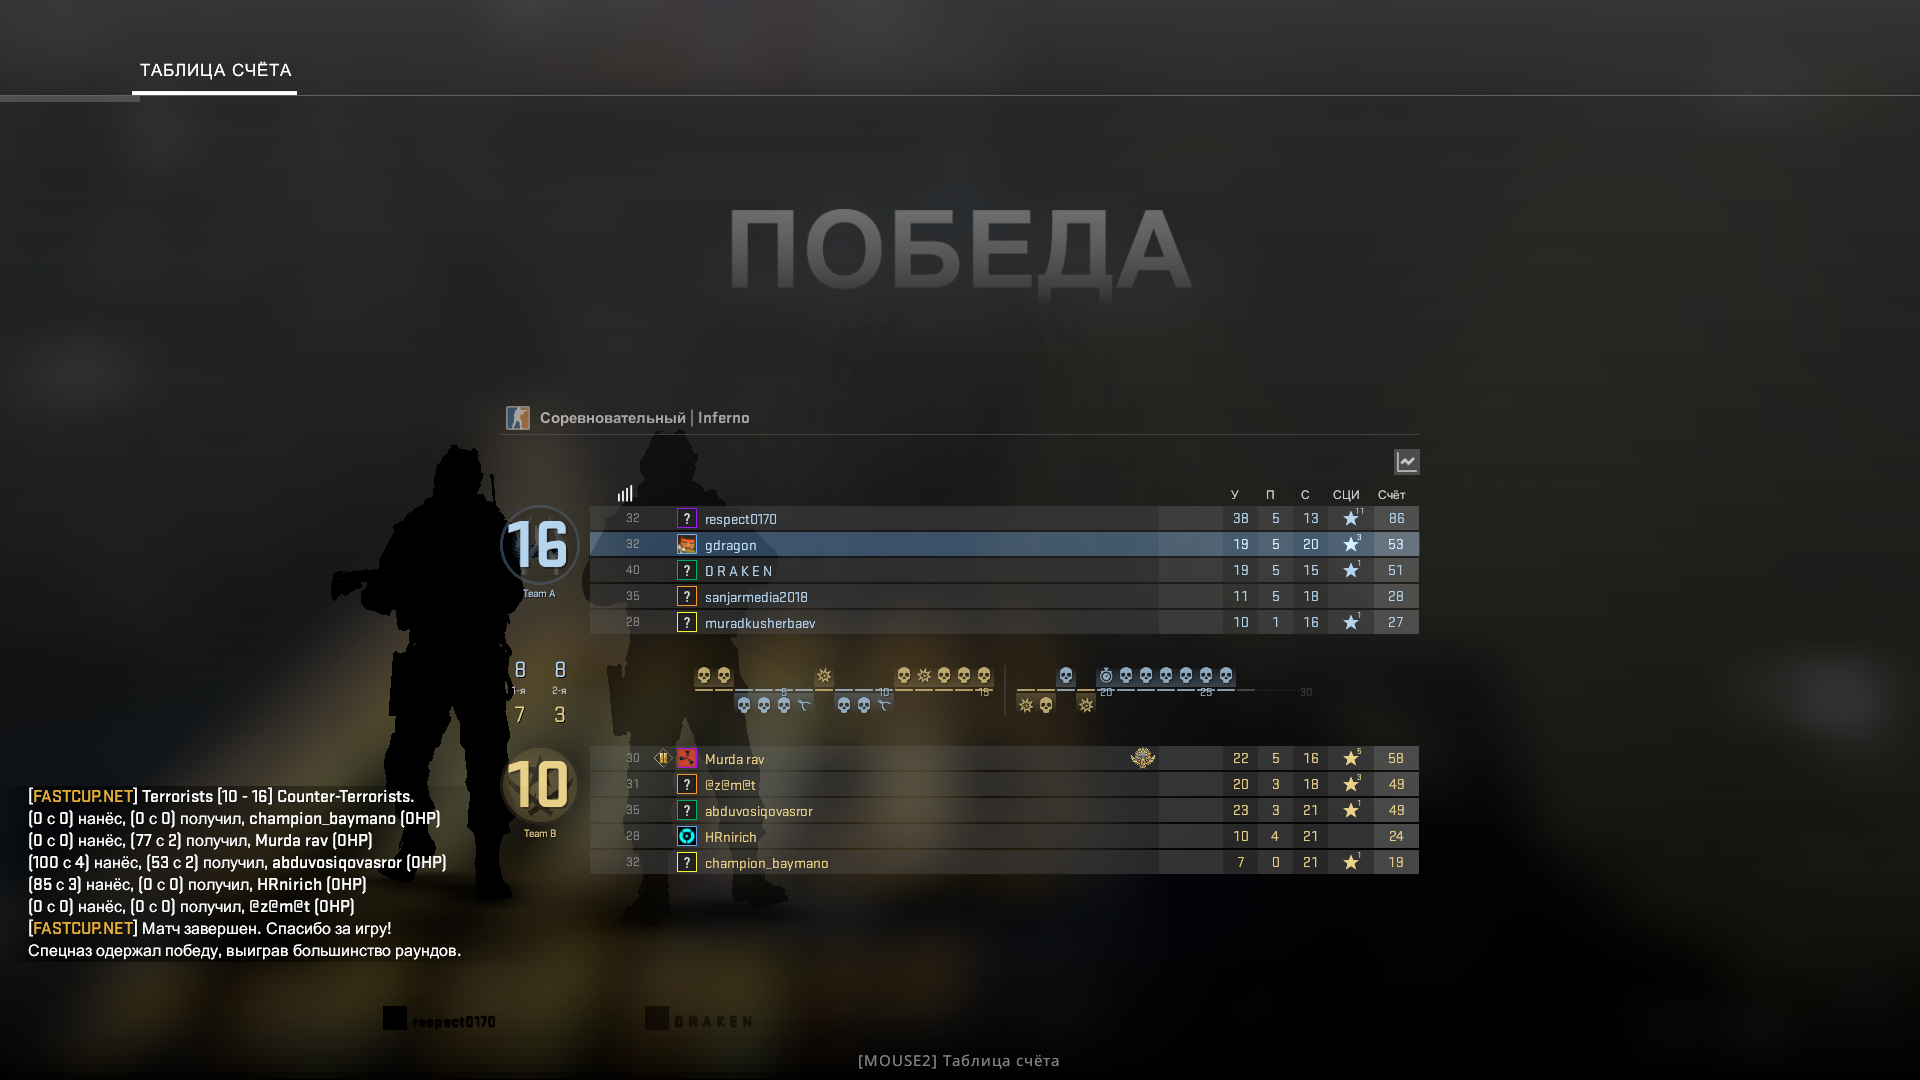 ТАБЛИЦА СЧЁТА
ПОБЕДА
Соревновательный | Inferno
У П С СЦИ Счёт
16
Team A
32 ? respect0170 38 5 13 ★11 86
32 gdragon 19 5 20 ★3 53
40 ? D R A K E N 19 5 15 ★1 51
35 ? sanjarmedia2018 11 5 18 28
28 ? muradkusherbaev 10 1 16 ★1 27
8 8
1-я 2-я
7 3
5 10 15 20 25 30
10
Team B
30 Murda rav 22 5 16 ★5 58
31 ? @z@m@t 20 3 18 ★3 49
35 ? abduvosiqovasror 23 3 21 ★1 49
28 HRnirich 10 4 21 24
32 ? champion_baymano 7 0 21 ★1 19
[FASTCUP.NET] Terrorists [10 - 16] Counter-Terrorists.
(0 с 0) нанёс, (0 с 0) получил, champion_baymano (0HP)
(0 с 0) нанёс, (77 с 2) получил, Murda rav (0HP)
(100 с 4) нанёс, (53 с 2) получил, abduvosiqovasror (0HP)
(85 с 3) нанёс, (0 с 0) получил, HRnirich (0HP)
(0 с 0) нанёс, (0 с 0) получил, @z@m@t (0HP)
[FASTCUP.NET] Матч завершен. Спасибо за игру!
Спецназ одержал победу, выиграв большинство раундов.
respect0170 D R A K E N
[MOUSE2] Таблица счёта